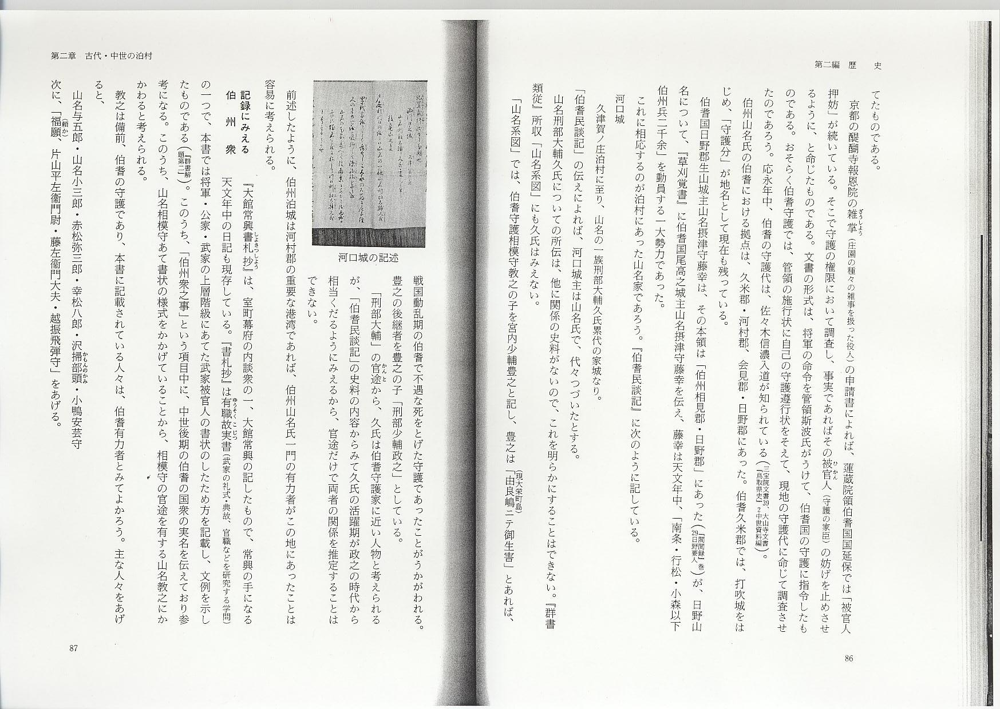 第二編　歴　　史
てたものである。
京都の醍醐寺報恩院の雑掌（庄園の種々の雑事を扱った役人）の申請書によれば、蓮蔵院領伯耆国国延保では「被官人
押妨」が続いている。そこで守護の権限において調査し、事実であればその被官人（守護の家臣）の妨げを止めさせ
るように、と命じたものである。文書の形式は、将軍の命令を管領斯波氏がうけて、伯耆国の守護に指令したも
のである。おそらく伯耆守護では、管領の施行状に自己の守護遵行状をそえて、現地の守護代に命じて調査させ
たのであろう。応永年中、伯耆の守護代は、佐々木信濃入道が知られている（三宝院文書39、大山寺文書『鳥取県史』2中世資料編）。
伯州山名氏の伯耆における拠点は、久米郡・河村郡、会見郡・日野郡にあった。伯耆久米郡では、打吹城をは
じめ、「守護分」が地名として現在も残っている。
伯耆国日野郡生山城主山名摂津守藤幸は、その本領は「伯州相見郡・日野郡」にあった（『閥閲録』巻29日野要人）が、日野山
名について、『草刈覚書』に伯耆国尾高之城主山名摂津守藤幸を伝え、藤幸は天文年中、「南条・行松・小森以下
伯州兵二千余」を動員する一大勢力であった。
これに相応するのが泊村にあった山名家であろう。『伯耆民談記』に次のように記している。
河口城
久津賀ノ庄泊村に至り、山名の一族刑部大輔久氏累代の家城なり。
「伯耆民談記」の伝えによれば、河口城主は山名氏で、代々つづいたとする。
山名刑部大輔久氏についての所伝は、他に関係の史料がないので、これを明らかにすることはできない。『群書
類従』所収「山名系図」にも久氏はみえない。
「山名系図」では、伯耆守護相模守教之の子を宮内少輔豊之と記し、豊之は「由良嶋ニテ御生害」とあれば、
（現大栄町島）
86
第二章　古代・中世の泊村
河口城の記述
戦国動乱期の伯耆で不遇な死をとげた守護であったことがうかがわれる。
豊之の後継者を豊之の子「刑部少輔政之」としている。
「刑部大輔」の官途から、久氏は伯耆守護家に近い人物と考えられる
が、「伯耆民談記」の史料の内容からみて久氏の活躍期が政之の時代から
相当くだるようにみえるから、官途だけで両者の関係を推定することは
できない。
前述したように、伯州泊城は河村郡の重要な港湾であれば、伯州山名氏一門の有力者がこの地にあったことは
容易に考えられる。
記録にみえる
伯州衆
『大館常興書札抄』は、室町幕府の内談衆の一、大館常興の記したもので、常興の手になる
天文年中の日記も現存している。『書札抄』は有職故実書（武家の礼式・典故、官職などを研究する学問）
の一つで、本書では将軍・公家・武家の上層階級にあてた武家被官人の書状のしたため方を記載し、文例を示し
たものである（『群書解題第二』）。このうち、「伯州衆之事」という項目中に、中世後期の伯耆の国衆の実名を伝えており参
考になる。このうち、山名相模守あて書状の様式をかかげていることから、相模守の官途を有する山名教之にか
かわると考えられる。
教之は備前、伯耆の守護であり、本書に記載されている人々は、伯耆有力者とみてよかろう。主な人々をあげ
ると、
山名与五郎・山名小三郎・赤松弥三郎・幸松八郎・沢掃部頭・小鴨安芸守
次に、「福願、片山平左衛門尉・藤左衛門大夫・越振飛弾守」をあげる。
（頼か）
87